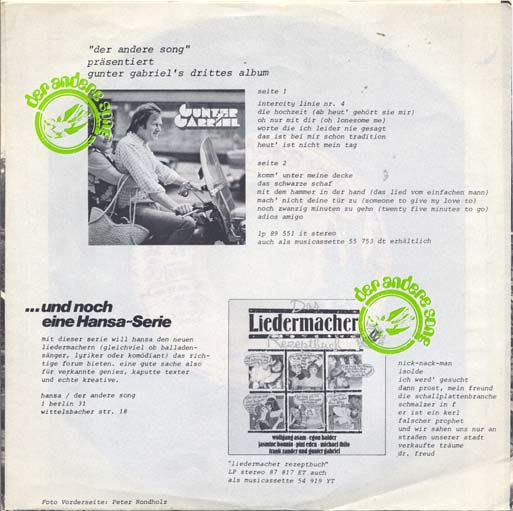 "der andere song"
präsentiert
gunter gabriel's drittes album
der andere song
GUNTER
GABRIEL
seite 1
intercity linie nr. 4
die hochzeit (ab heut' gehört sie mir)
oh nur mit dir (oh lonesome me)
worte die ich leider nie gesagt
das ist bei mir schon tradition
heut' ist nicht mein tag
seite 2
komm' unter meine decke
das schwarze schaf
mit dem hammer in der hand (das lied vom einfachen mann)
mach' nicht deine tür zu (someone to give my love to)
noch zwanzig minuten zu gehn (twenty five minutes to go)
adios amigo
lp 89 551 it stereo
auch als musicassette 55 753 dt erhältlich
...und noch
eine Hansa-Serie
mit dieser serie will hansa dem neuen
liedermachern (gleichviel ob balladen-
sänger, lyriker oder komödiant) das rich-
tige forum bieten. eine gute sache also
für verkannte genies, kaputte texter
und echte kreative.
hansa / der andere song
1 berlin 31
wittelsbacher str. 18
der andere song
Das
Liedermacher
Rezeptbuch
wolfgang asam · egon balder
jasmine bonnin · pini eden · michael thilo
frank zander und gunter gabriel
"liedermacher rezeptbuch"
LP stereo 87 817 ET auch
als musicassette 54 919 YT
nick-nack-man
isolde
ich werd' gesucht
dann prost, mein freund
die schallplattenbranche
schmalzer in f
er ist ein kerl
falscher prophet
und wir sahen uns nur an
straßen unserer stadt
verkaufte träume
dr. freud
Foto Vorderseite: Peter Rondholz